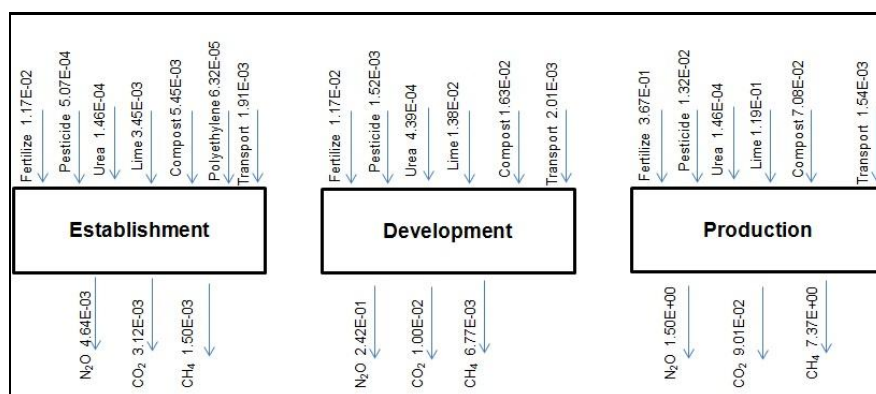 Fertilize 1.17E-02
Pesticide 5.07E-04
Urea 1.46E-04
Lime 3.45E-03
Compost 5.45E-03
Polyethylene 6.32E-05
Transport 1.91E-03
Establishment
N₂O 4.64E-03
CO₂ 3.12E-03
CH₄ 1.50E-03
Fertilize 1.17E-02
Pesticide 1.52E-03
Urea 4.39E-04
Lime 1.38E-02
Compost 1.63E-02
Transport 2.01E-03
Development
N₂O 2.42E-01
CO₂ 1.00E-02
CH₄ 6.77E-03
Fertilize 3.67E-01
Pesticide 1.32E-02
Urea 1.46E-04
Lime 1.19E-01
Compost 7.08E-02
Transport 1.54E-03
Production
N₂O 1.50E+00
CO₂ 9.01E-02
CH₄ 7.37E+00